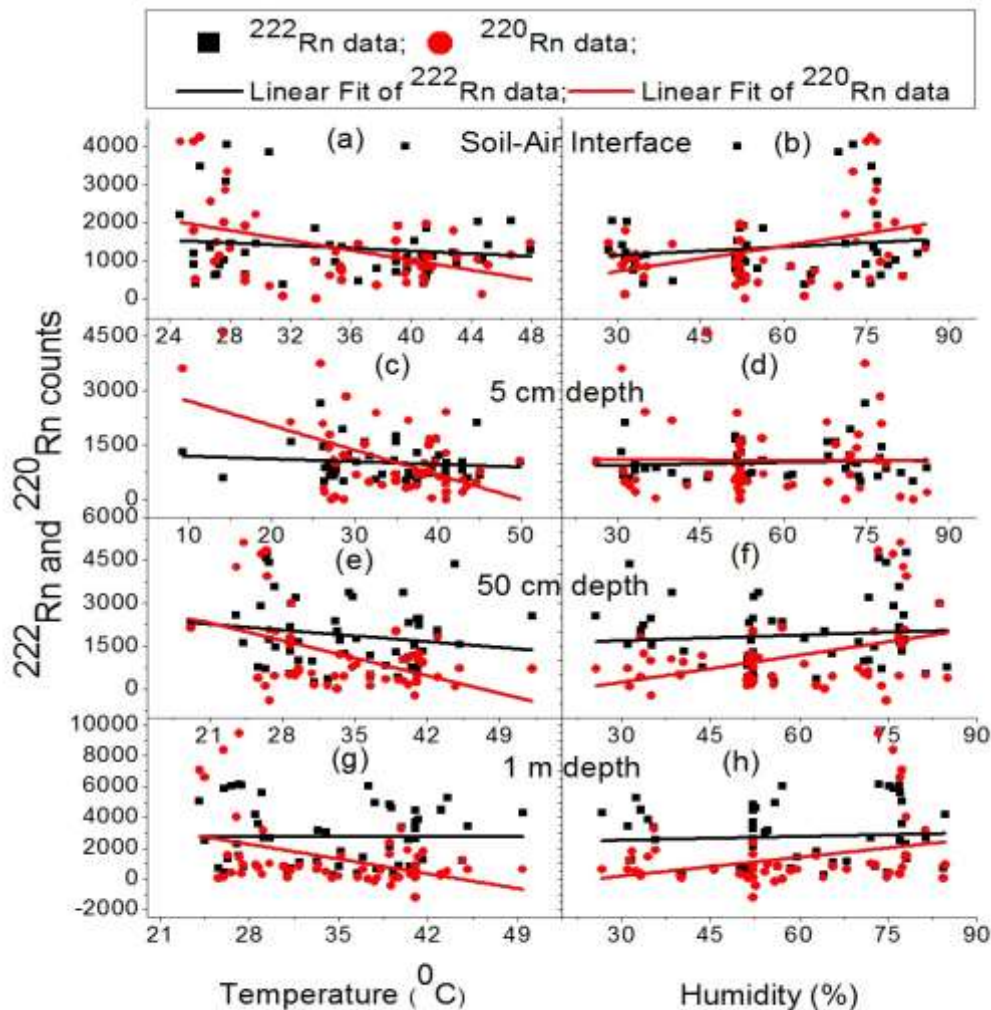 ²²²Rn data; ²²⁰Rn data;
Linear Fit of ²²²Rn data; Linear Fit of ²²⁰Rn data
²²²Rn and ²²⁰Rn counts
(a) Soil-Air Interface (b)
4000
3000
2000
1000
0
24 28 32 36 40 44 48 30 45 60 75 90
4500
(c) (d)
5 cm depth
3000
1500
0
6000
10 20 30 40 50 30 45 60 75 90
4500
(e) (f)
50 cm depth
3000
1500
0
21 28 35 42 49 30 45 60 75 90
10000
8000
(g) 1 m depth (h)
6000
4000
2000
0
-2000
21 28 35 42 49 30 45 60 75 90
Temperature (⁰C) Humidity (%)